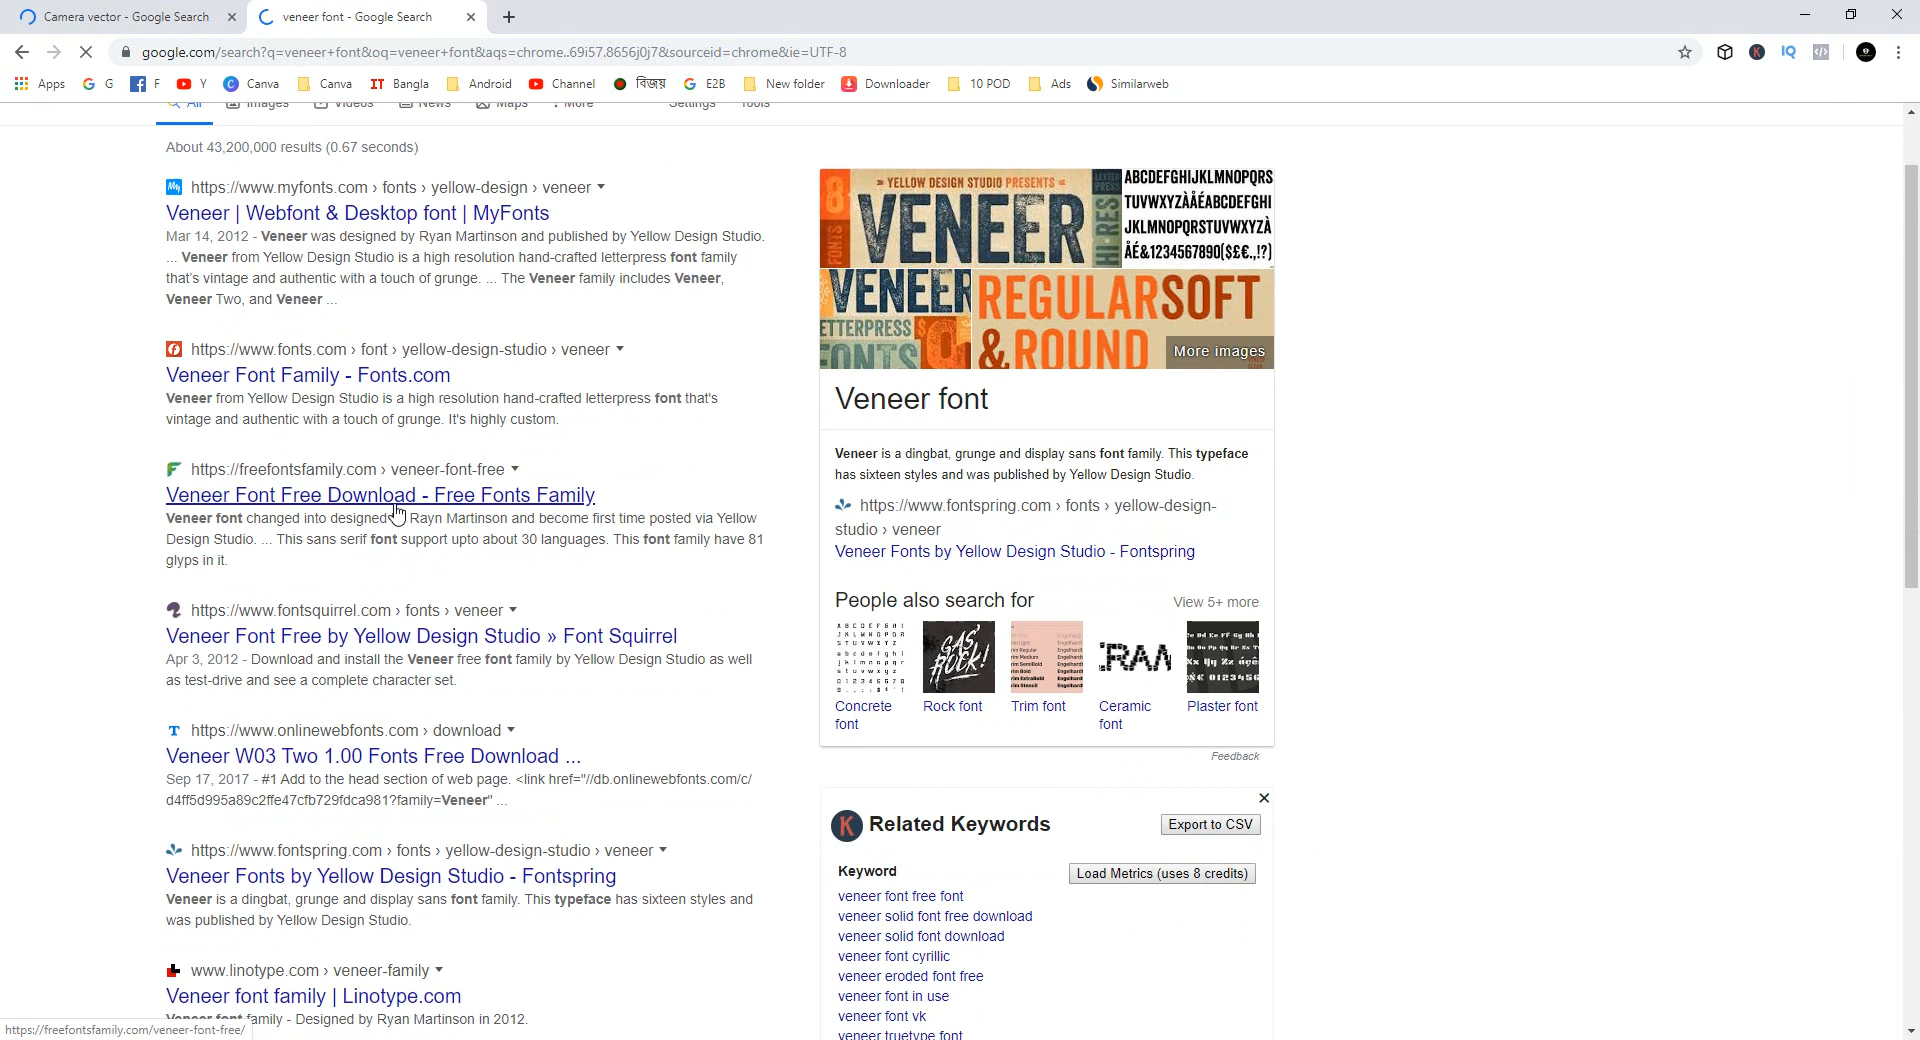 Camera vector - Google Search
veneer font - Google Search
google.com/search?q=veneer+font&oq=veneer+font&aqs=chrome..69i57.8656j0j7&sourceid=chrome&ie=UTF-8
Apps G F Y Canva Canva Bangla Android Channel বিজয় E2B New folder Downloader 10 POD Ads Similarweb
All Images Videos News Maps More Settings Tools
About 43,200,000 results (0.67 seconds)
https://www.myfonts.com › fonts › yellow-design › veneer
Veneer | Webfont & Desktop font | MyFonts
Mar 14, 2012 - Veneer was designed by Ryan Martinson and published by Yellow Design Studio.
... Veneer from Yellow Design Studio is a high resolution hand-crafted letterpress font family
that's vintage and authentic with a touch of grunge. ... The Veneer family includes Veneer,
Veneer Two, and Veneer ...
https://www.fonts.com › font › yellow-design-studio › veneer
Veneer Font Family - Fonts.com
Veneer from Yellow Design Studio is a high resolution hand-crafted letterpress font that's
vintage and authentic with a touch of grunge. It's highly custom.
https://freefontsfamily.com › veneer-font-free
Veneer Font Free Download - Free Fonts Family
Veneer font changed into designed Rayn Martinson and become first time posted via Yellow
Design Studio. ... This sans serif font support upto about 30 languages. This font family have 81
glyps in it.
https://www.fontsquirrel.com › fonts › veneer
Veneer Font Free by Yellow Design Studio » Font Squirrel
Apr 3, 2012 - Download and install the Veneer free font family by Yellow Design Studio as well
as test-drive and see a complete character set.
https://www.onlinewebfonts.com › download
Veneer W03 Two 1.00 Fonts Free Download ...
Sep 17, 2017 - #1 Add to the head section of web page. <link href="//db.onlinewebfonts.com/c/
d4ff5d995a89c2ffe47cfb729fdca981?family=Veneer" ...
https://www.fontspring.com › fonts › yellow-design-studio › veneer
Veneer Fonts by Yellow Design Studio - Fontspring
Veneer is a dingbat, grunge and display sans font family. This typeface has sixteen styles and
was published by Yellow Design Studio.
www.linotype.com › veneer-family
Veneer font family | Linotype.com
Veneer font family - Designed by Ryan Martinson in 2012.
https://freefontsfamily.com/veneer-font-free/
» YELLOW DESIGN STUDIO PRESENTS «
8 FONTS
VENEER
HI-RES
ABCDEFGHIJKLMNOPQRS
TUVWXYZÀÅÉABCDEFGHI
JKLMNOPQRSTUVWXYZÀ
ÅÉ&1234567890($£€.,!?)
VENEER
ETTERPRESS
FONTS
REGULARSOFT
& ROUND
More images
Veneer font
Veneer is a dingbat, grunge and display sans font family. This typeface
has sixteen styles and was published by Yellow Design Studio.
https://www.fontspring.com › fonts › yellow-design-
studio › veneer
Veneer Fonts by Yellow Design Studio - Fontspring
People also search for
View 5+ more
GAS'
ROCK!
Concrete
font
Rock font
Trim font
Ceramic
font
Plaster font
Feedback
K Related Keywords
Export to CSV
Keyword
Load Metrics (uses 8 credits)
veneer font free font
veneer solid font free download
veneer solid font download
veneer font cyrillic
veneer eroded font free
veneer font in use
veneer font vk
veneer truetype font